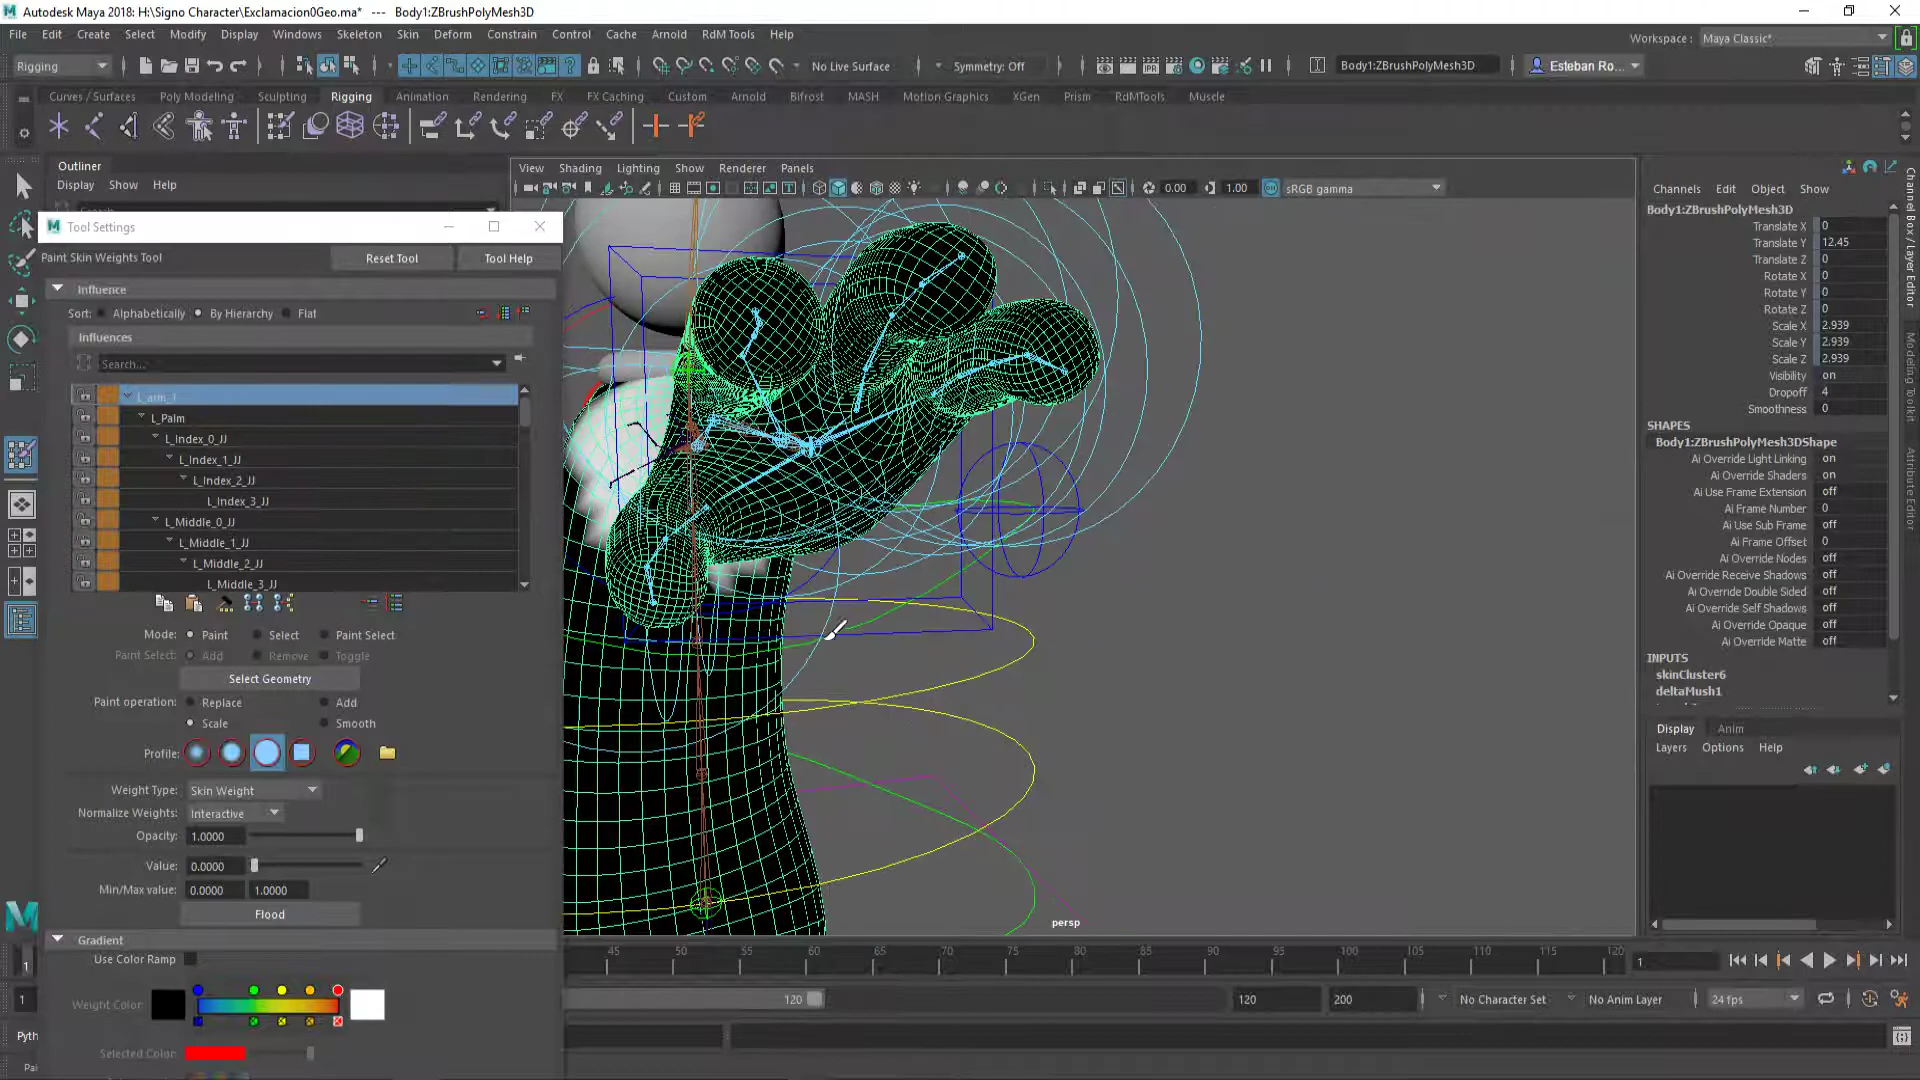 Autodesk Maya 2018: H:\Signo Character\Exclamacion0Geo.ma* --- Body1:ZBrushPolyMesh3D
File Edit Create Select Modify Display Windows Skeleton Skin Deform Constrain Control Cache Arnold RdM Tools Help
Workspace : Maya Classic*
Rigging No Live Surface Symmetry: Off Body1:ZBrushPolyMesh3D Esteban Ro...
Curves / Surfaces Poly Modeling Sculpting Rigging Animation Rendering FX FX Caching Custom Arnold Bifrost MASH Motion Graphics XGen Prism RdMTools Muscle
Outliner
Display Show Help
View Shading Lighting Show Renderer Panels
0.00 1.00 sRGB gamma
Tool Settings
Paint Skin Weights Tool Reset Tool Tool Help
Influence
Sort: Alphabetically By Hierarchy Flat
Influences
Search...
L_arm_1
L_Palm
L_Index_0_JJ
L_Index_1_JJ
L_Index_2_JJ
L_Index_3_JJ
L_Middle_0_JJ
L_Middle_1_JJ
L_Middle_2_JJ
L_Middle_3_JJ
Mode: Paint Select Paint Select
Paint Select: Add Remove Toggle
Select Geometry
Paint operation: Replace Add
Scale Smooth
Profile:
Weight Type: Skin Weight
Normalize Weights: Interactive
Opacity: 1.0000
Value: 0.0000
Min/Max value: 0.0000 1.0000
Flood
Gradient
Use Color Ramp
Weight Color:
Selected Color:
persp
Channels Edit Object Show
Body1:ZBrushPolyMesh3D
Translate X 0
Translate Y 12.45
Translate Z 0
Rotate X 0
Rotate Y 0
Rotate Z 0
Scale X 2.939
Scale Y 2.939
Scale Z 2.939
Visibility on
Dropoff 4
Smoothness 0
SHAPES
Body1:ZBrushPolyMesh3DShape
Ai Override Light Linking on
Ai Override Shaders on
Ai Use Frame Extension off
Ai Frame Number 0
Ai Use Sub Frame off
Ai Frame Offset 0
Ai Override Nodes off
Ai Override Receive Shadows off
Ai Override Double Sided off
Ai Override Self Shadows off
Ai Override Opaque off
Ai Override Matte off
INPUTS
skinCluster6
deltaMush1
Display Anim
Layers Options Help
Channel Box / Layer Editor
Modeling Toolkit
Attribute Editor
1 45 50 55 60 65 70 75 80 85 90 95 100 105 110 115 120 1
1 120 120 200 No Character Set No Anim Layer 24 fps
Pyth
Pai